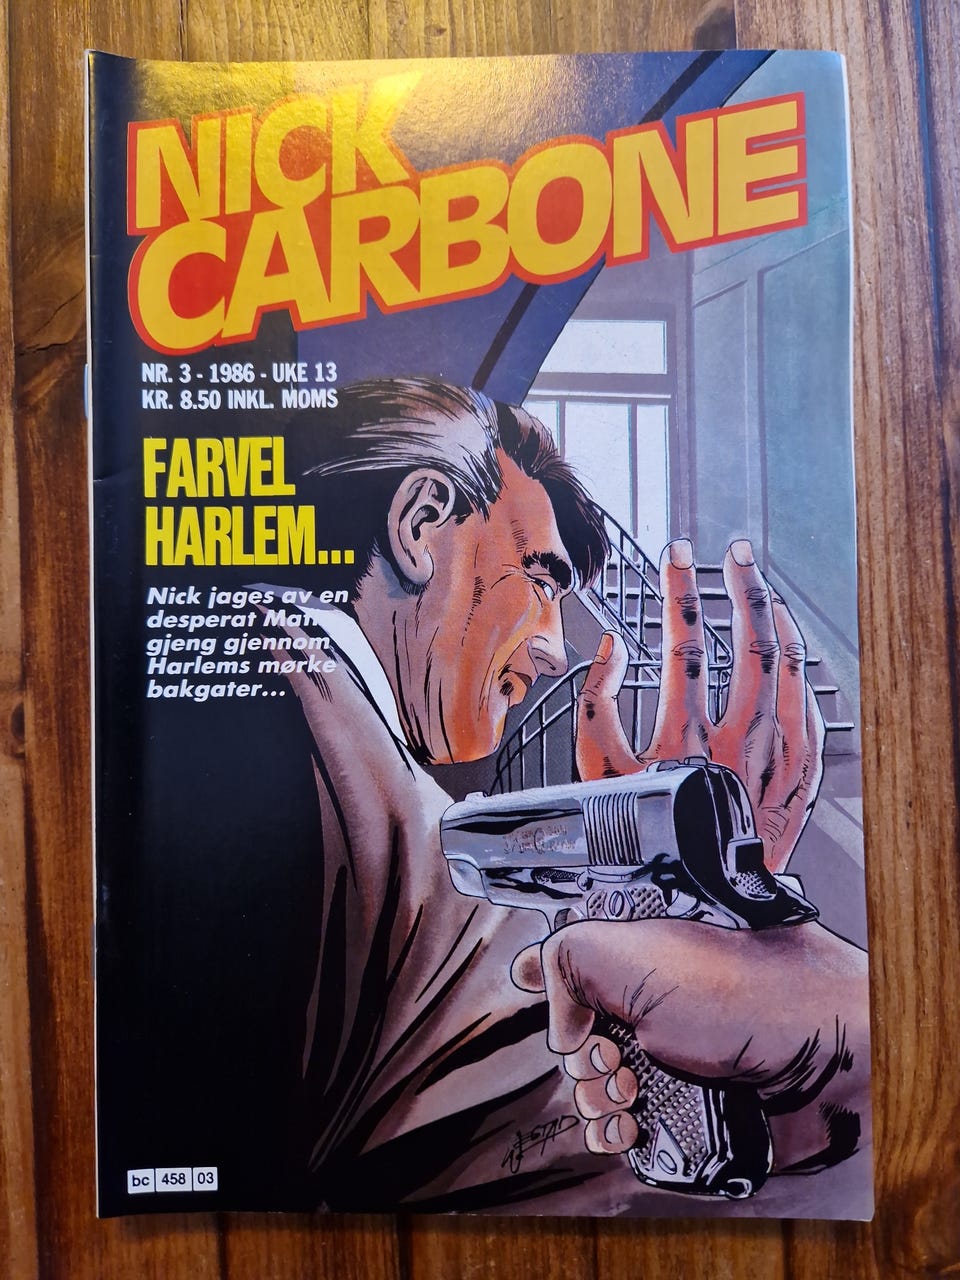 NICK
CARBONE
NR. 3 - 1986 - UKE 13
KR. 8.50 INKL. MOMS
FARVEL
HARLEM...
Nick jages av en
desperat
gjeng gjennom
Harlems mørke
bakgater...
bc 458 03